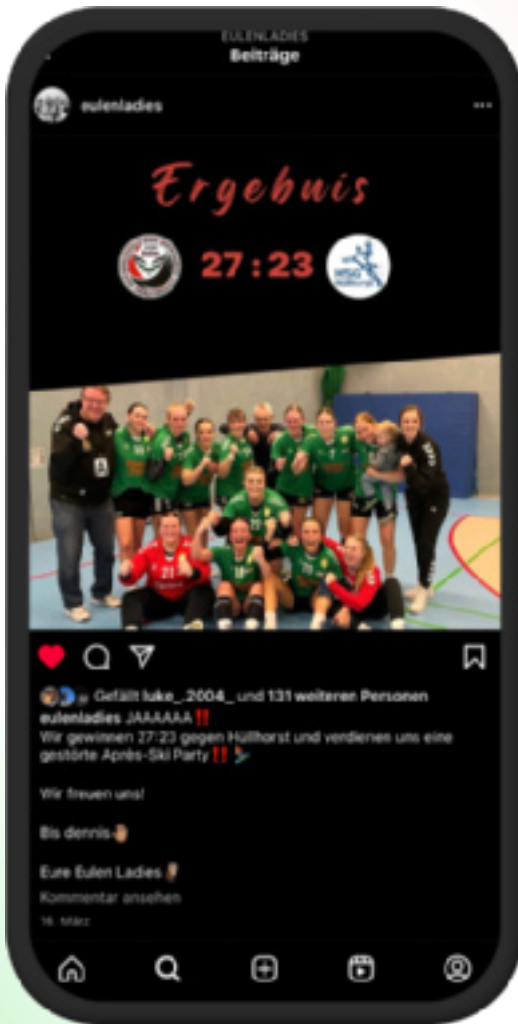 EULENLADIES
Beiträge
eulenladies
Ergebnis
27 : 23
HSG
Gefällt luke_.2004_ und 131 weiteren Personen
eulenladies JAAAAAA‼️
Wir gewinnen 27:23 gegen Hüllhorst und verdienen uns eine
gestörte Après-Ski Party‼️
Wir freuen uns!
Bis dennis
Eure Eulen Ladies
Kommentar ansehen
16. März